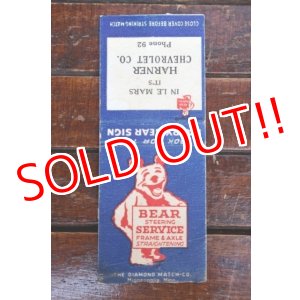 CLOSE COVER BEFORE STRIKING MATCH
IN LE MARS
IT'S
HARNER
CHEVROLET CO.
Phone 92
SOLD OUT!!
BEAR SIGN
BEAR
STEERING
SERVICE
FRAME & AXLE
STRAIGHTENING
THE DIAMOND MATCH CO.